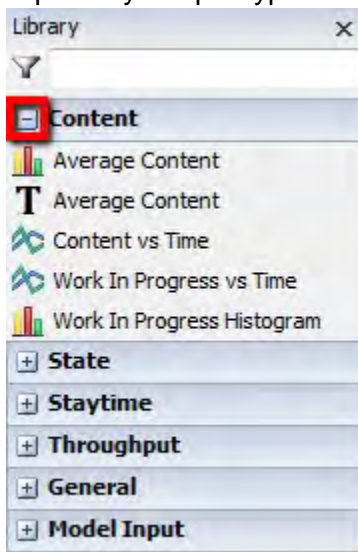 Library
Content
Average Content
T Average Content
Content vs Time
Work In Progress vs Time
Work In Progress Histogram
State
Staytime
Throughput
General
Model Input